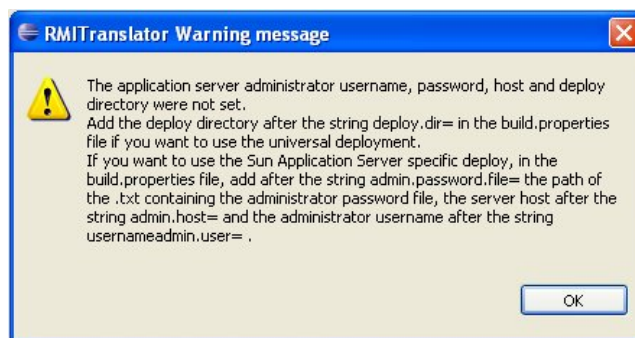 RMITranslator Warning message
The application server administrator username, password, host and deploy
directory were not set.
Add the deploy directory after the string deploy.dir= in the build.properties
file if you want to use the universal deployment.
If you want to use the Sun Application Server specific deploy, in the
build.properties file, add after the string admin.password.file= the path of
the .txt containing the administrator password file, the server host after the
string admin.host= and the administrator username after the string
usernameadmin.user= .
OK